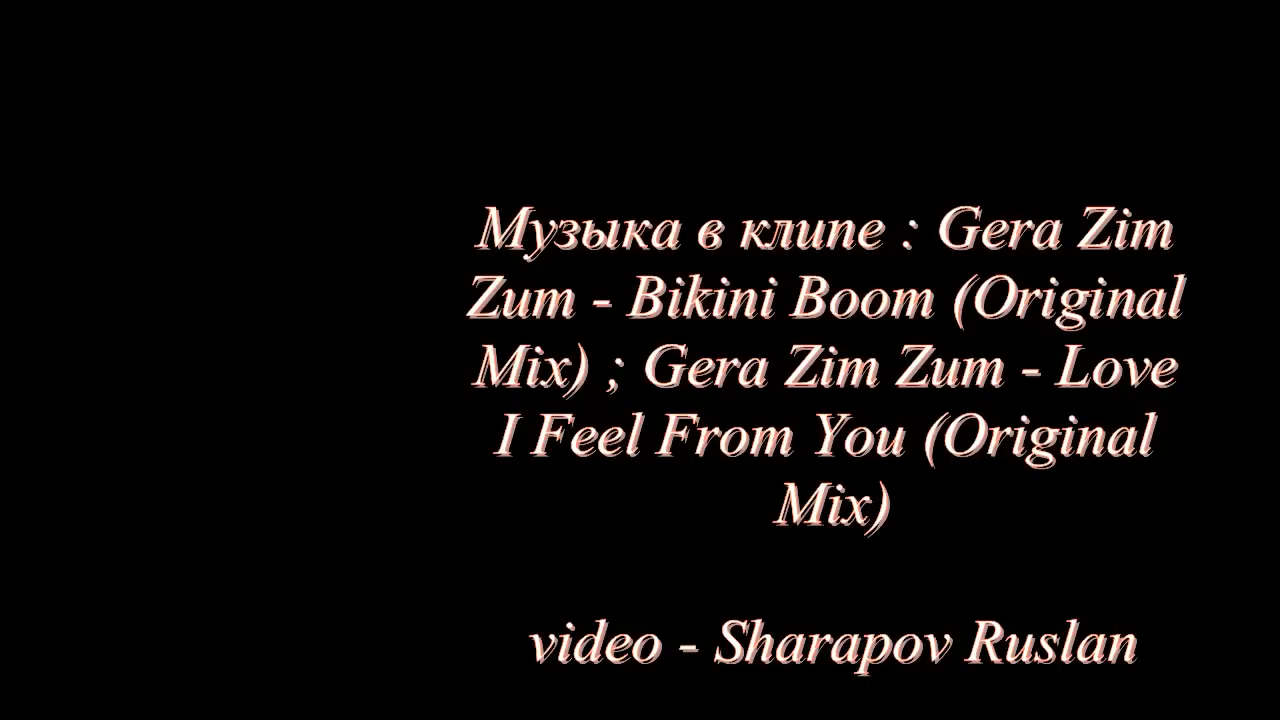 Музыка в клипе : Gera Zim
Zum - Bikini Boom (Original
Mix) ; Gera Zim Zum - Love
I Feel From You (Original
Mix)
video - Sharapov Ruslan